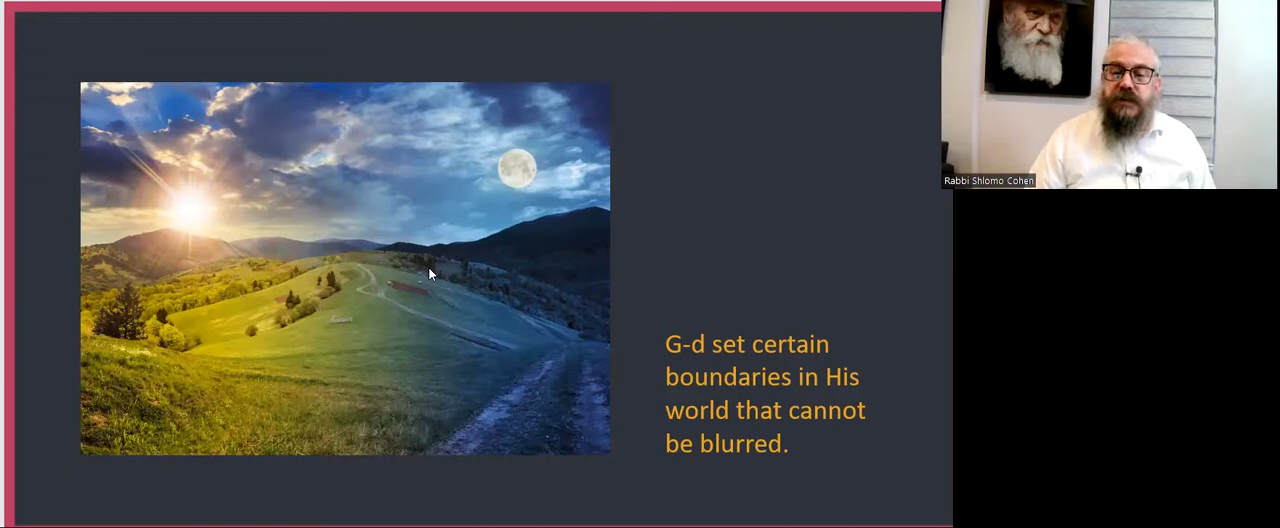 Rabbi Shlomo Cohen
G-d set certain
boundaries in His
world that cannot
be blurred.